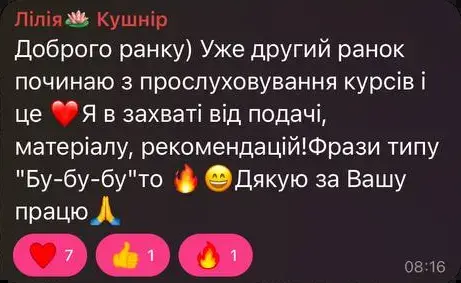 Лілія🪷 Кушнір
Доброго ранку) Уже другий ранок
починаю з прослуховування курсів і
це ❤️Я в захваті від подачі,
матеріалу, рекомендацій!Фрази типу
"Бу-бу-бу"то 🔥😄Дякую за Вашу
працю🙏
❤️ 7 👍 1 🔥 1
08:16